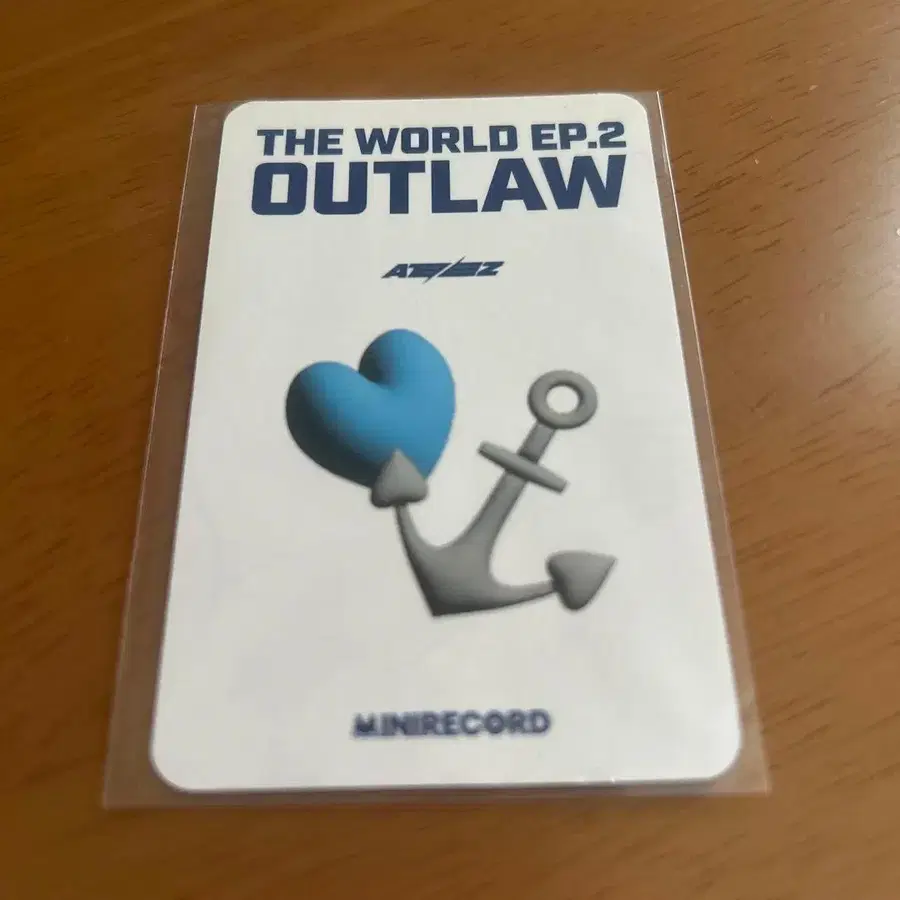 THE WORLD EP.2
OUTLAW
ATEEZ
MINIRECORD